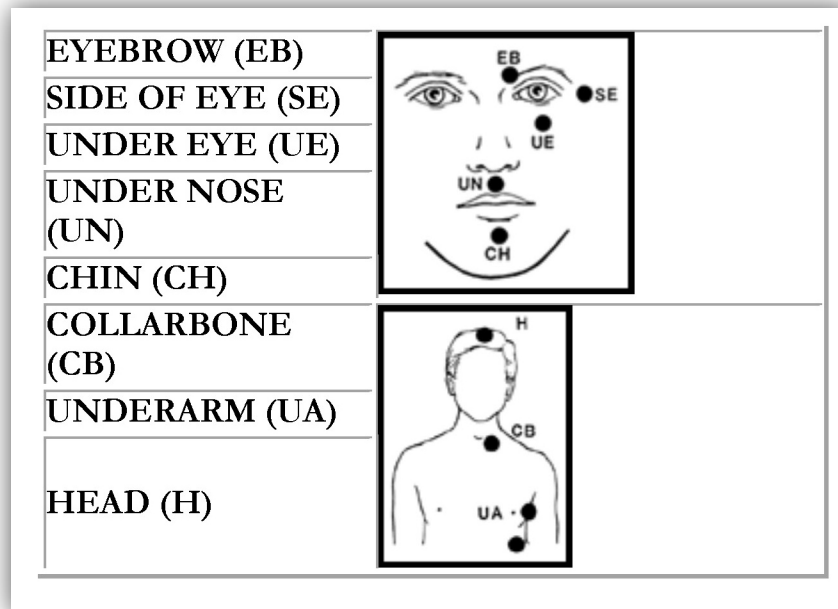 EYEBROW (EB)
SIDE OF EYE (SE)
UNDER EYE (UE)
UNDER NOSE
(UN)
CHIN (CH)
EB
SE
UE
UN
CH
COLLARBONE
(CB)
UNDERARM (UA)
HEAD (H)
H
CB
UA